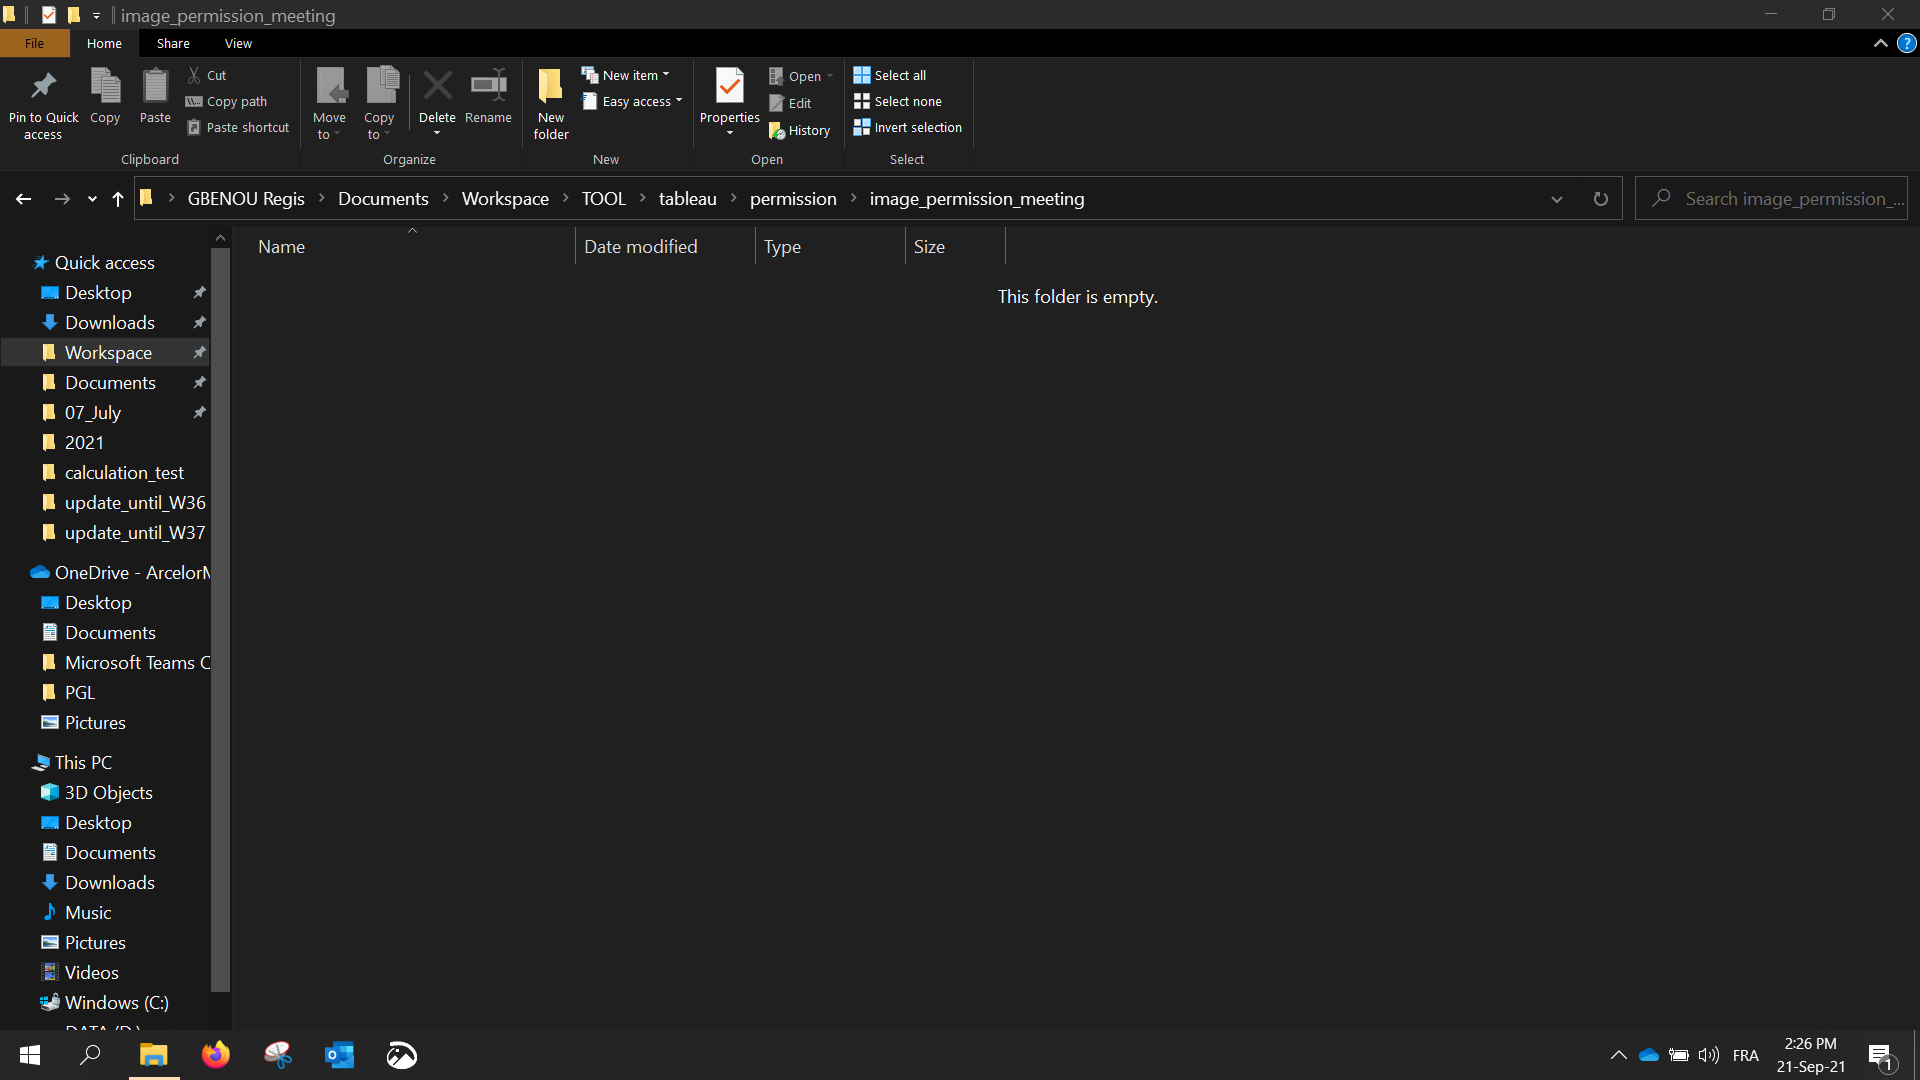 image_permission_meeting
File Home Share View
Pin to Quick access
Copy
Paste
Cut
Copy path
Paste shortcut
Clipboard
Move to
Copy to
Delete
Rename
Organize
New folder
New item
Easy access
New
Properties
Open
Edit
History
Open
Select all
Select none
Invert selection
Select
GBENOU Regis > Documents > Workspace > TOOL > tableau > permission > image_permission_meeting
Search image_permission_...
Name Date modified Type Size
This folder is empty.
Quick access
Desktop
Downloads
Workspace
Documents
07_July
2021
calculation_test
update_until_W36
update_until_W37
OneDrive - ArcelorM
Desktop
Documents
Microsoft Teams C
PGL
Pictures
This PC
3D Objects
Desktop
Documents
Downloads
Music
Pictures
Videos
Windows (C:)
DATA (D:)
FRA
2:26 PM
21-Sep-21
1